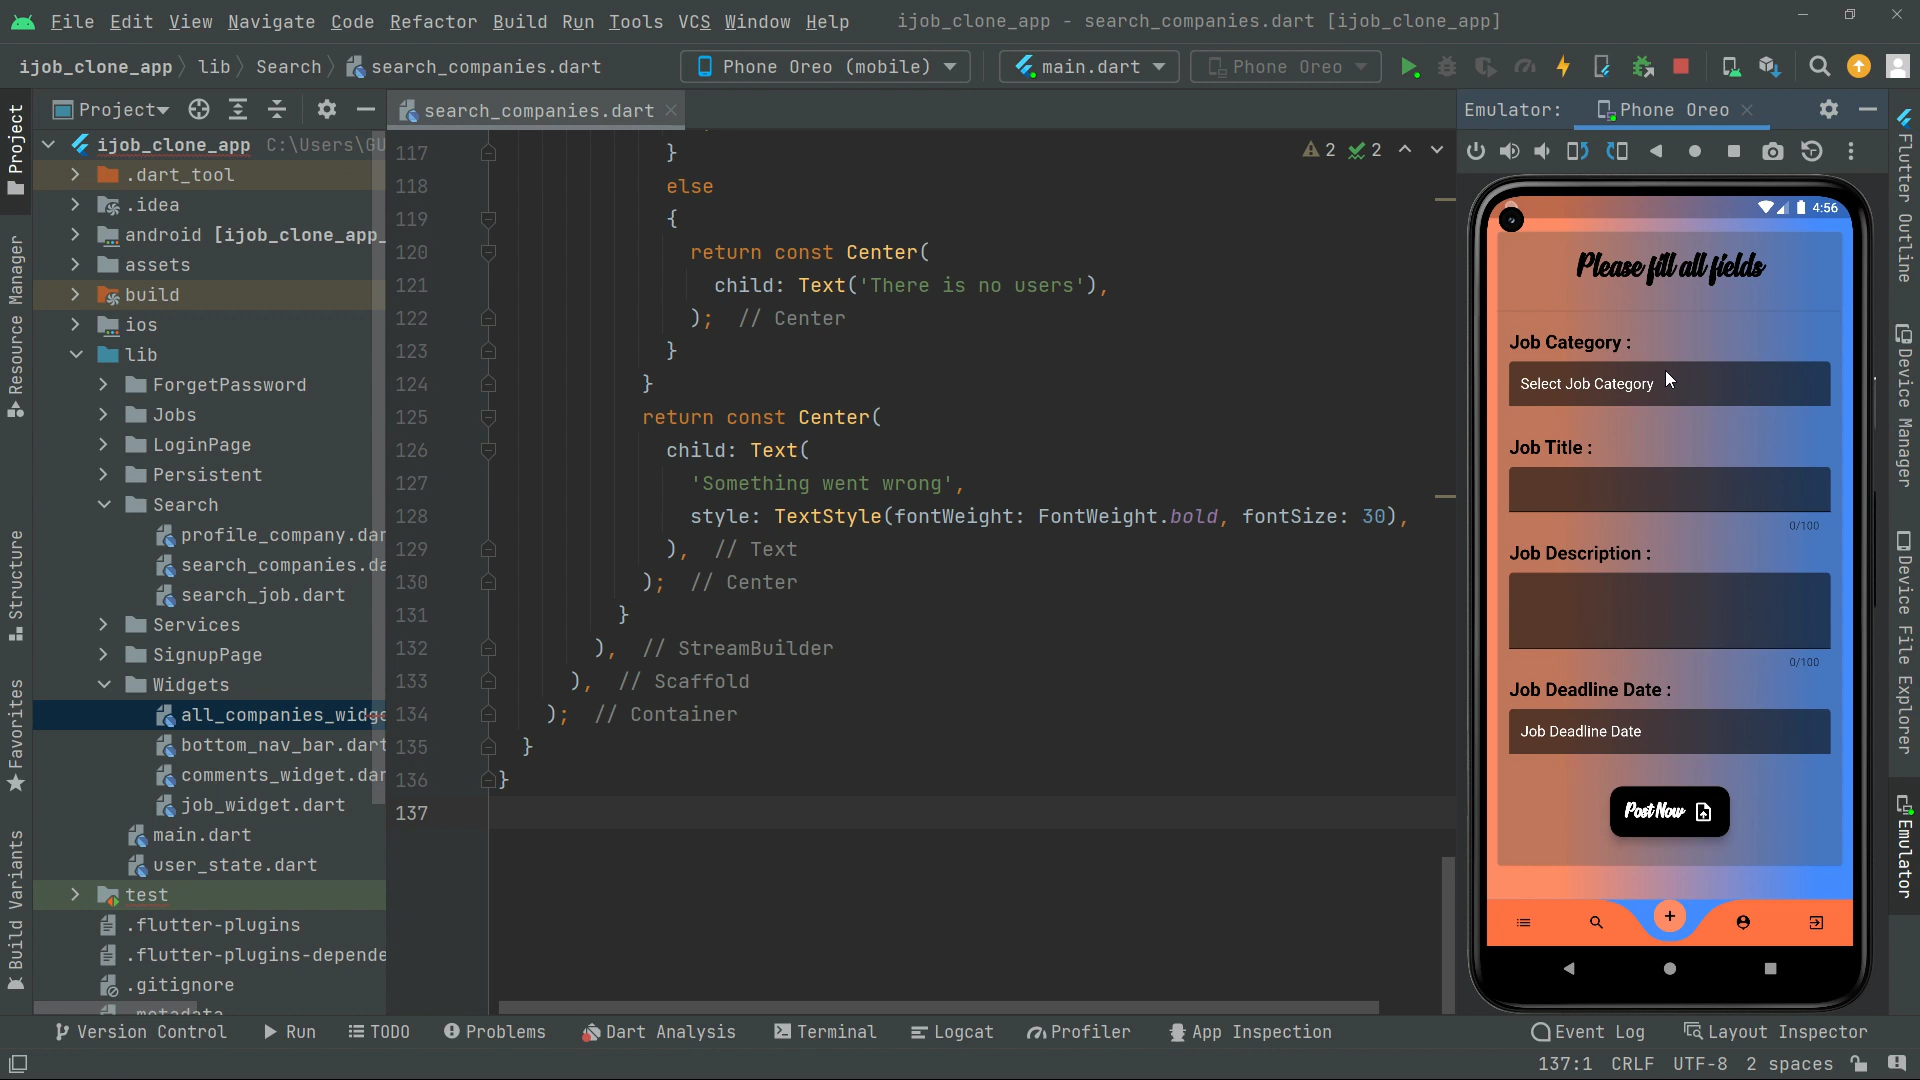 File Edit View Navigate Code Refactor Build Run Tools VCS Window Help ijob_clone_app - search_companies.dart [ijob_clone_app]
ijob_clone_app lib Search search_companies.dart Phone Oreo (mobile) main.dart Phone Oreo
Project
search_companies.dart
Emulator: Phone Oreo
ijob_clone_app C:\Users\GU
.dart_tool
.idea
android [ijob_clone_app_
assets
build
ios
lib
ForgetPassword
Jobs
LoginPage
Persistent
Search
profile_company.dar
search_companies.da
search_job.dart
Services
SignupPage
Widgets
all_companies_widge
bottom_nav_bar.dart
comments_widget.dar
job_widget.dart
main.dart
user_state.dart
test
.flutter-plugins
.flutter-plugins-depende
.gitignore
Project
Resource Manager
Structure
Favorites
Build Variants
2 2
117 }
118 else
119 {
120 return const Center(
121 child: Text('There is no users'),
122 ); // Center
123 }
124 }
125 return const Center(
126 child: Text(
127 'Something went wrong',
128 style: TextStyle(fontWeight: FontWeight.bold, fontSize: 30),
129 ), // Text
130 ); // Center
131 }
132 ), // StreamBuilder
133 ), // Scaffold
134 ); // Container
135 }
136 }
137
4:56
Please fill all fields
Job Category :
Select Job Category
Job Title :
0/100
Job Description :
0/100
Job Deadline Date :
Job Deadline Date
Post Now
Flutter Outline
Device Manager
Device File Explorer
Emulator
Version Control Run TODO Problems Dart Analysis Terminal Logcat Profiler App Inspection Event Log Layout Inspector
137:1 CRLF UTF-8 2 spaces